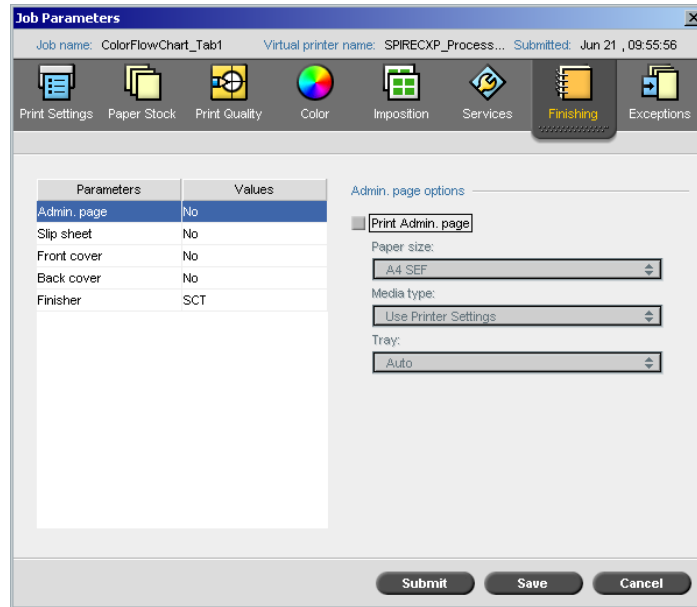 Job Parameters
Job name: ColorFlowChart_Tab1 Virtual printer name: SPIRECXP_Process... Submitted: Jun 21 , 09:55:56
Print Settings Paper Stock Print Quality Color Imposition Services Finishing Exceptions
Parameters Values
Admin. page No
Slip sheet No
Front cover No
Back cover No
Finisher SCT
Admin. page options
Print Admin. page
Paper size:
A4 SEF
Media type:
Use Printer Settings
Tray:
Auto
Submit Save Cancel